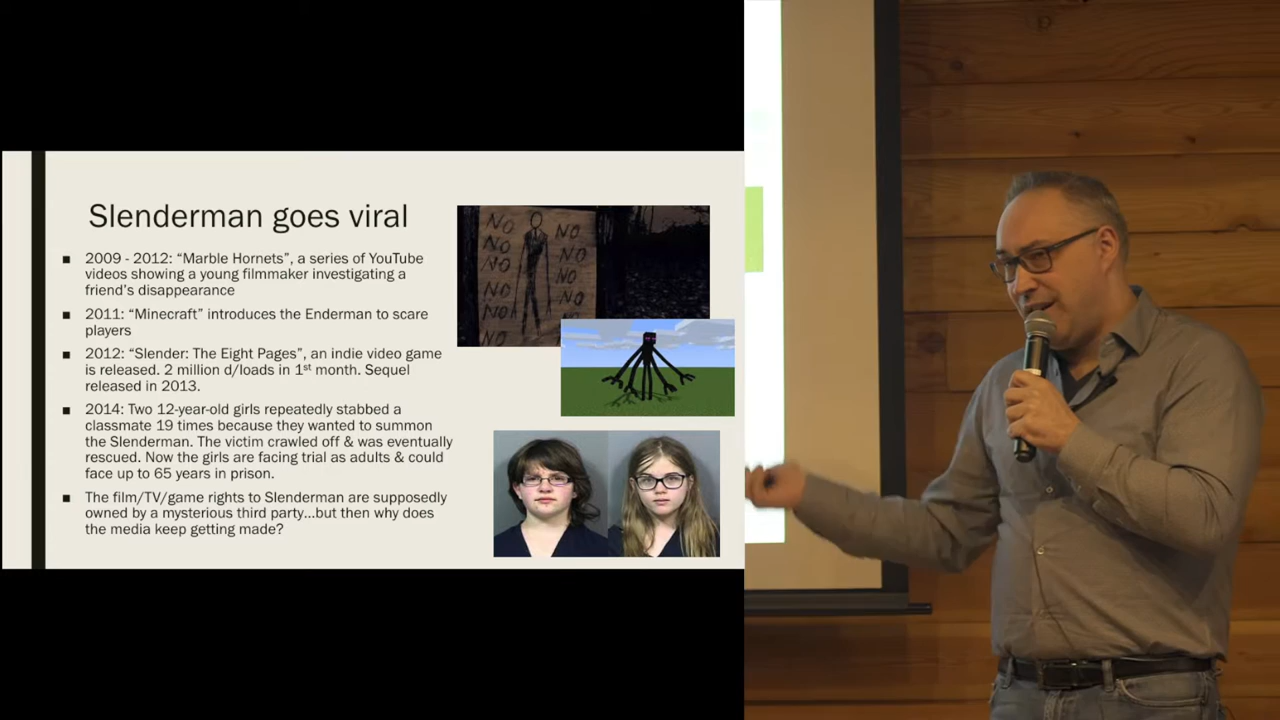 Slenderman goes viral
2009 - 2012: “Marble Hornets”, a series of YouTube
videos showing a young filmmaker investigating a
friend’s disappearance
2011: “Minecraft” introduces the Enderman to scare
players
2012: “Slender: The Eight Pages”, an indie video game
is released. 2 million d/loads in 1st month. Sequel
released in 2013.
2014: Two 12-year-old girls repeatedly stabbed a
classmate 19 times because they wanted to summon
the Slenderman. The victim crawled off & was eventually
rescued. Now the girls are facing trial as adults & could
face up to 65 years in prison.
The film/TV/game rights to Slenderman are supposedly
owned by a mysterious third party...but then why does
the media keep getting made?
NO NO
NO NO
NO NO
NO NO
NO NO
NO